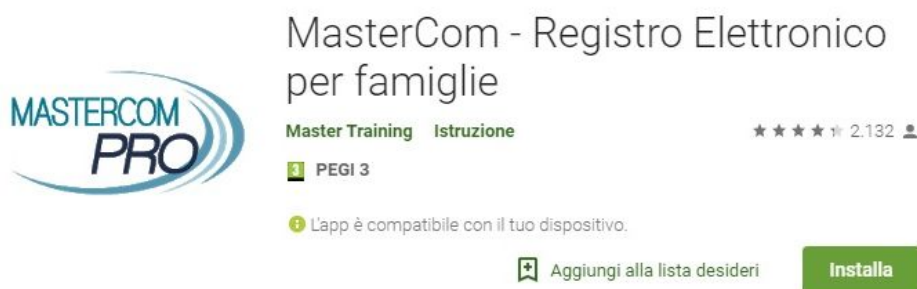 MasterCom - Registro Elettronico
per famiglie
MASTERCOM
PRO
Master Training Istruzione 2.132
3 PEGI 3
L'app è compatibile con il tuo dispositivo.
Aggiungi alla lista desideri Installa